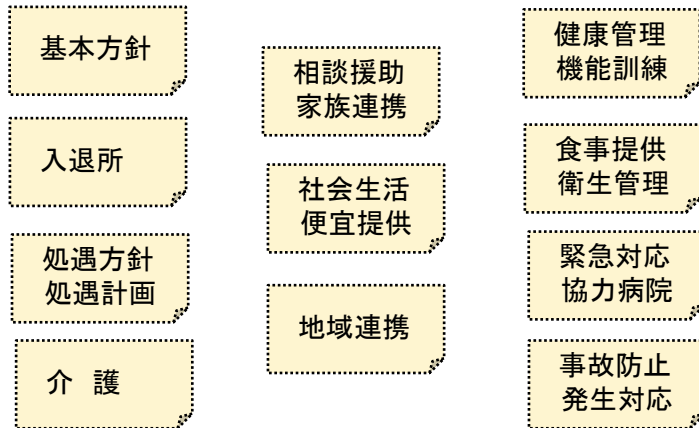 基本方針
入退所
処遇方針
処遇計画
介 護
相談援助
家族連携
社会生活
便宜提供
地域連携
健康管理
機能訓練
食事提供
衛生管理
緊急対応
協力病院
事故防止
発生対応